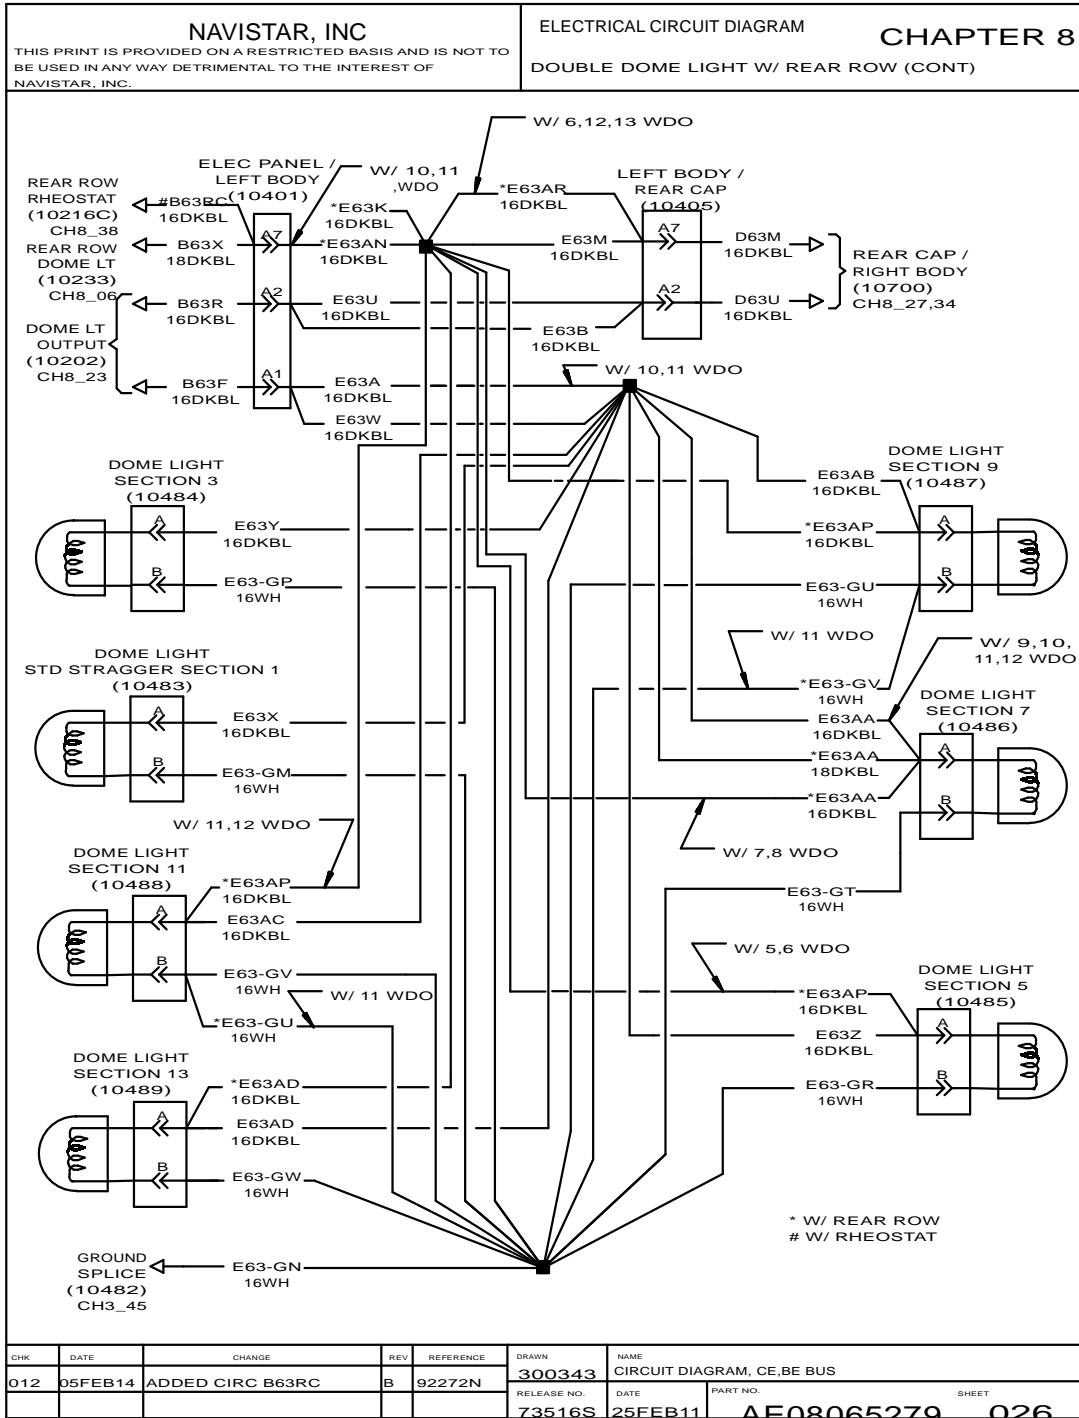 NAVISTAR, INC
THIS PRINT IS PROVIDED ON A RESTRICTED BASIS AND IS NOT TO
BE USED IN ANY WAY DETRIMENTAL TO THE INTEREST OF
NAVISTAR, INC.
ELECTRICAL CIRCUIT DIAGRAM
CHAPTER 8
DOUBLE DOME LIGHT W/ REAR ROW (CONT)
W/ 6,12,13 WDO
ELEC PANEL /
LEFT BODY
(10401)
W/ 10,11
,WDO
LEFT BODY /
REAR CAP
(10405)
REAR ROW
RHEOSTAT
(10216C)
CH8_38
REAR ROW
DOME LT
(10233)
CH8_06
DOME LT
OUTPUT
(10202)
CH8_23
#B63RC
16DKBL
B63X
18DKBL
B63R
16DKBL
B63F
16DKBL
A7
A2
A1
*E63K
16DKBL
*E63AN
16DKBL
E63U
16DKBL
E63A
16DKBL
E63W
16DKBL
*E63AR
16DKBL
E63M
16DKBL
E63B
16DKBL
A7
A2
D63M
16DKBL
D63U
16DKBL
REAR CAP /
RIGHT BODY
(10700)
CH8_27,34
W/ 10,11 WDO
DOME LIGHT
SECTION 3
(10484)
A
B
E63Y
16DKBL
E63-GP
16WH
DOME LIGHT
SECTION 9
(10487)
A
B
E63AB
16DKBL
*E63AP
16DKBL
E63-GU
16WH
W/ 11 WDO
*E63-GV
16WH
W/ 9,10,
11,12 WDO
DOME LIGHT
STD STRAGGER SECTION 1
(10483)
A
B
E63X
16DKBL
E63-GM
16WH
DOME LIGHT
SECTION 7
(10486)
A
B
E63AA
16DKBL
*E63AA
18DKBL
*E63AA
16DKBL
W/ 7,8 WDO
E63-GT
16WH
W/ 11,12 WDO
DOME LIGHT
SECTION 11
(10488)
A
B
*E63AP
16DKBL
E63AC
16DKBL
E63-GV
16WH
W/ 11 WDO
*E63-GU
16WH
W/ 5,6 WDO
DOME LIGHT
SECTION 5
(10485)
A
B
*E63AP
16DKBL
E63Z
16DKBL
E63-GR
16WH
DOME LIGHT
SECTION 13
(10489)
A
B
*E63AD
16DKBL
E63AD
16DKBL
E63-GW
16WH
* W/ REAR ROW
# W/ RHEOSTAT
GROUND
SPLICE
(10482)
CH3_45
E63-GN
16WH
CHK DATE CHANGE REV REFERENCE
012 05FEB14 ADDED CIRC B63RC B 92272N
DRAWN
300343
NAME
CIRCUIT DIAGRAM, CE,BE BUS
RELEASE NO.
73516S
DATE
25FEB11
PART NO.
AE08065279
SHEET
026